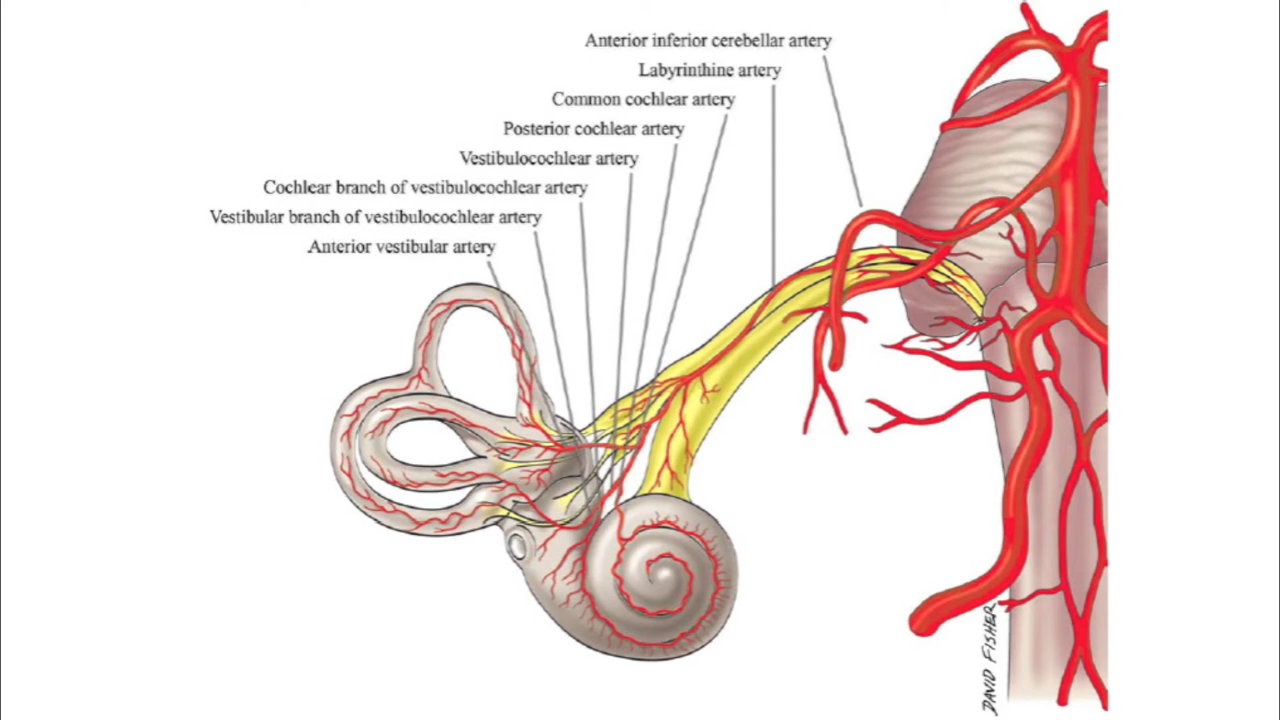 Anterior inferior cerebellar artery
Labyrinthine artery
Common cochlear artery
Posterior cochlear artery
Vestibulocochlear artery
Cochlear branch of vestibulocochlear artery
Vestibular branch of vestibulocochlear artery
Anterior vestibular artery
DAVID FISHER